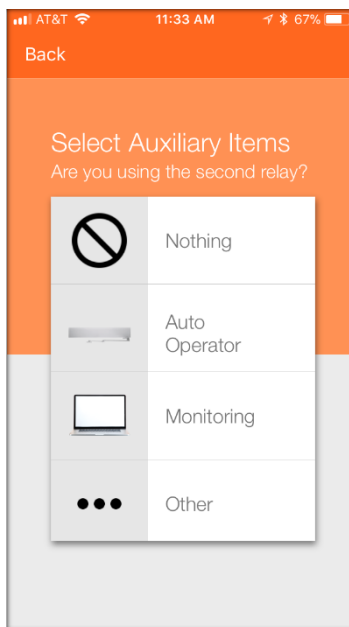 AT&T 11:33 AM 67%
Back
Select Auxiliary Items
Are you using the second relay?
Nothing
Auto
Operator
Monitoring
Other